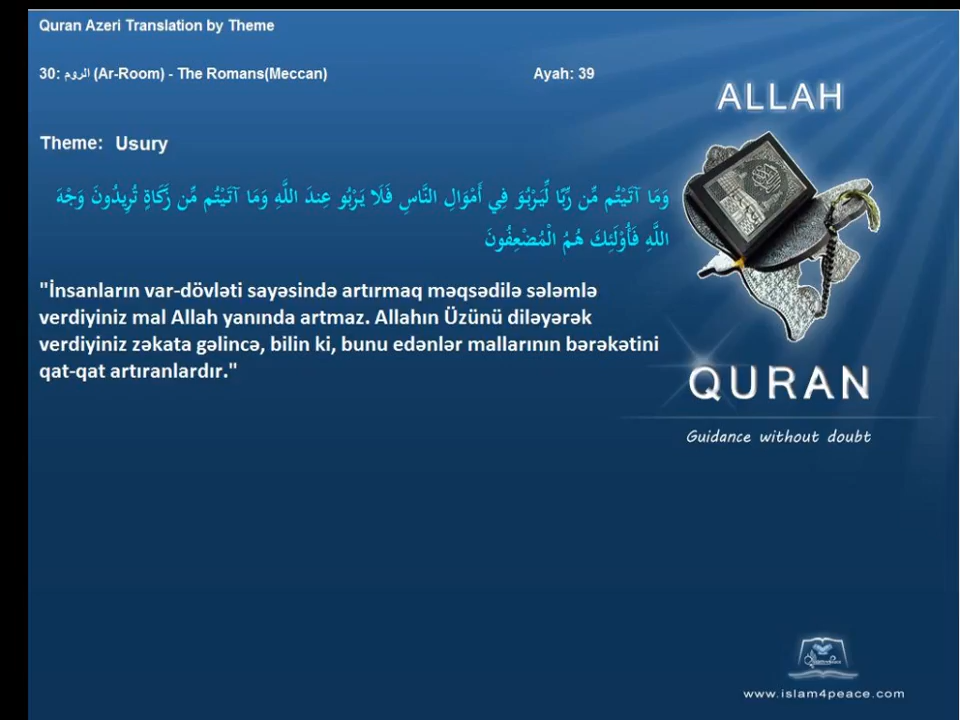 Quran Azeri Translation by Theme
30: الروم (Ar-Room) - The Romans(Meccan) Ayah: 39
ALLAH
Theme: Usury
وَمَا آتَيْتُم مِّن رِّبًا لِّيَرْبُوَ فِي أَمْوَالِ النَّاسِ فَلَا يَرْبُو عِندَ اللَّهِ وَمَا آتَيْتُم مِّن زَكَاةٍ تُرِيدُونَ وَجْهَ
اللَّهِ فَأُوْلَئِكَ هُمُ الْمُضْعِفُونَ
"İnsanların var-dövləti sayəsində artırmaq məqsədilə sələmlə
verdiyiniz mal Allah yanında artmaz. Allahın Üzünü diləyərək
verdiyiniz zəkata gəlincə, bilin ki, bunu edənlər mallarının bərəkətini
qat-qat artıranlardır."
QURAN
Guidance without doubt
www.islam4peace.com